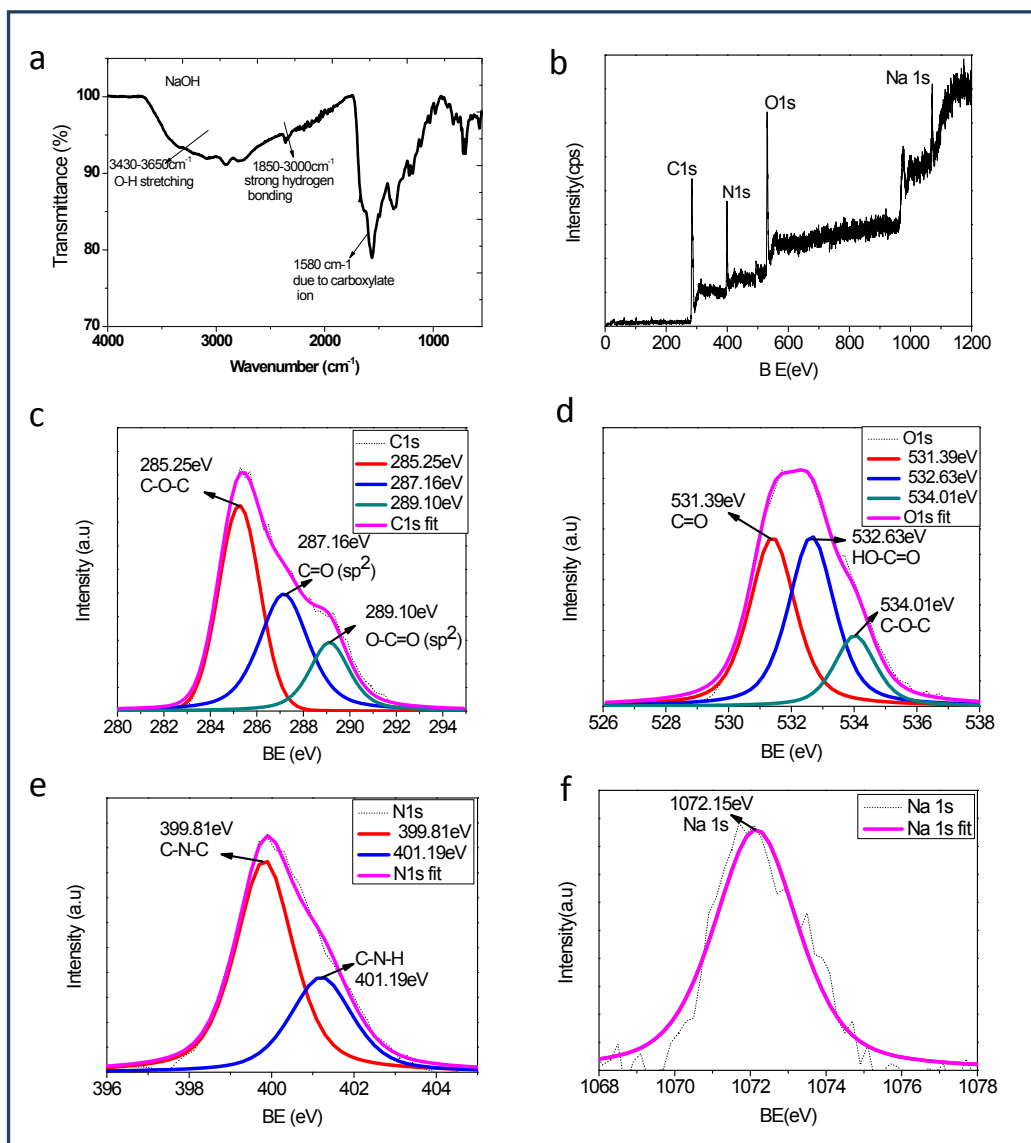 a
NaOH
100
90
80
70
Transmittance (%)
3430-3650cm-1
O-H stretching
1850-3000cm-1
strong hydrogen
bonding
1580 cm-1
due to carboxylate
ion
4000 3000 2000 1000
Wavenumber (cm-1)
b
Na 1s
O1s
C1s
N1s
Intensity(cps)
0 200 400 600 800 1000 1200
B E(eV)
c
C1s
285.25eV
287.16eV
289.10eV
C1s fit
285.25eV
C-O-C
287.16eV
C=O (sp2)
289.10eV
O-C=O (sp2)
Intensity (a.u)
280 282 284 286 288 290 292 294
BE (eV)
d
O1s
531.39eV
532.63eV
534.01eV
O1s fit
531.39eV
C=O
532.63eV
HO-C=O
534.01eV
C-O-C
Intensity (a.u)
526 528 530 532 534 536 538
BE (eV)
e
N1s
399.81eV
401.19eV
N1s fit
399.81eV
C-N-C
C-N-H
401.19eV
Intensity (a.u)
396 398 400 402 404
BE (eV)
f
Na 1s
Na 1s fit
1072.15eV
Na 1s
Intensity(a.u)
1068 1070 1072 1074 1076 1078
BE(eV)